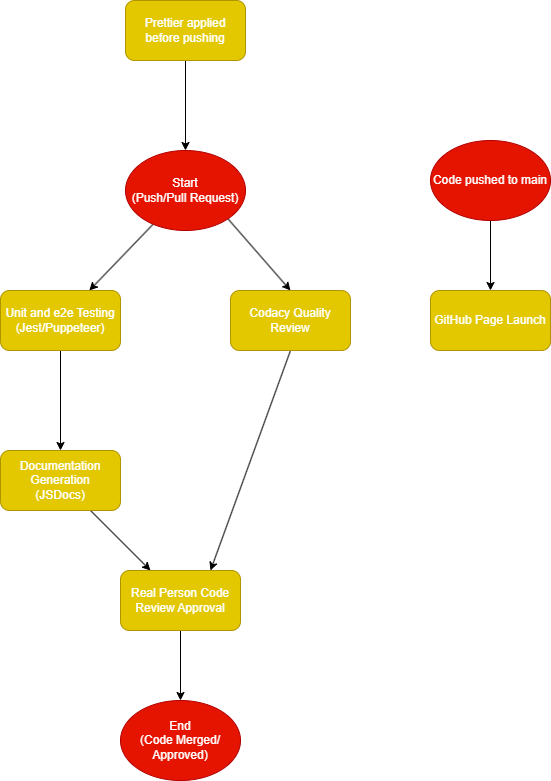 Prettier applied
before pushing
Start
(Push/Pull Request)
Code pushed to main
Unit and e2e Testing
(Jest/Puppeteer)
Codacy Quality
Review
GitHub Page Launch
Documentation
Generation
(JSDocs)
Real Person Code
Review Approval
End
(Code Merged/
Approved)